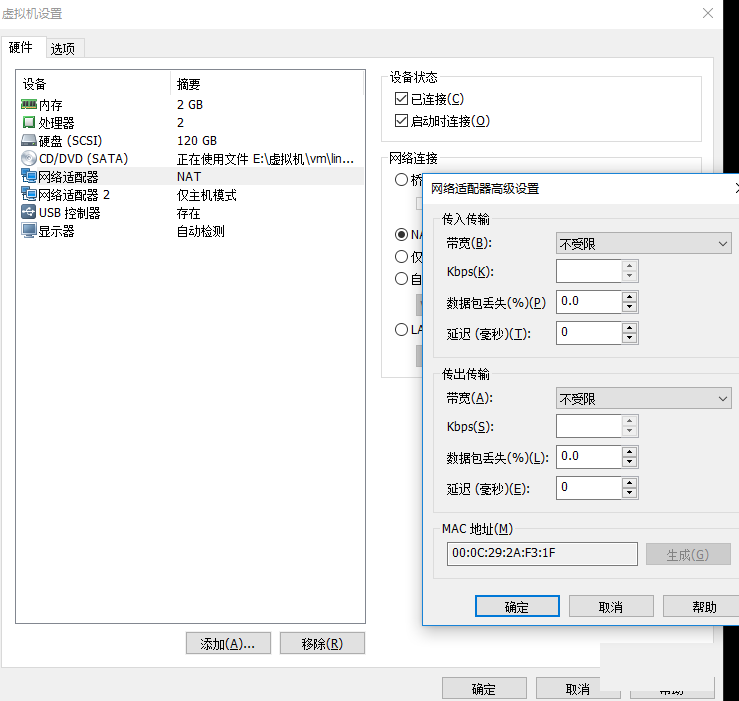 虚拟机设置
硬件 选项
设备 摘要
内存 2 GB
处理器 2
硬盘 (SCSI) 120 GB
CD/DVD (SATA) 正在使用文件 E:\虚拟机\vm\lin...
网络适配器 NAT
网络适配器 2 仅主机模式
USB 控制器 存在
显示器 自动检测
添加(A)... 移除(R)
设备状态
已连接(C)
启动时连接(O)
网络连接
NA
仅
自
LA
网络适配器高级设置
传入传输
带宽(B): 不受限
Kbps(K):
数据包丢失(%)(P) 0.0
延迟 (毫秒)(T): 0
传出传输
带宽(A): 不受限
Kbps(S):
数据包丢失(%)(L): 0.0
延迟 (毫秒)(E): 0
MAC 地址(M)
00:0C:29:2A:F3:1F 生成(G)
确定 取消 帮助
确定 取消